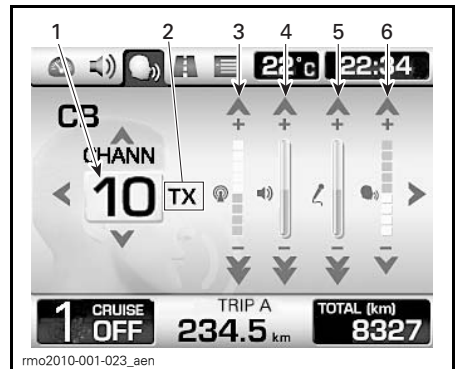 1 2 3 4 5 6
22°c 22:34
CB
CHANN
10 TX
+ + + +
- - - -
1 CRUISE OFF
TRIP A
234.5 km
TOTAL (km)
8327
rmo2010-001-023_aen